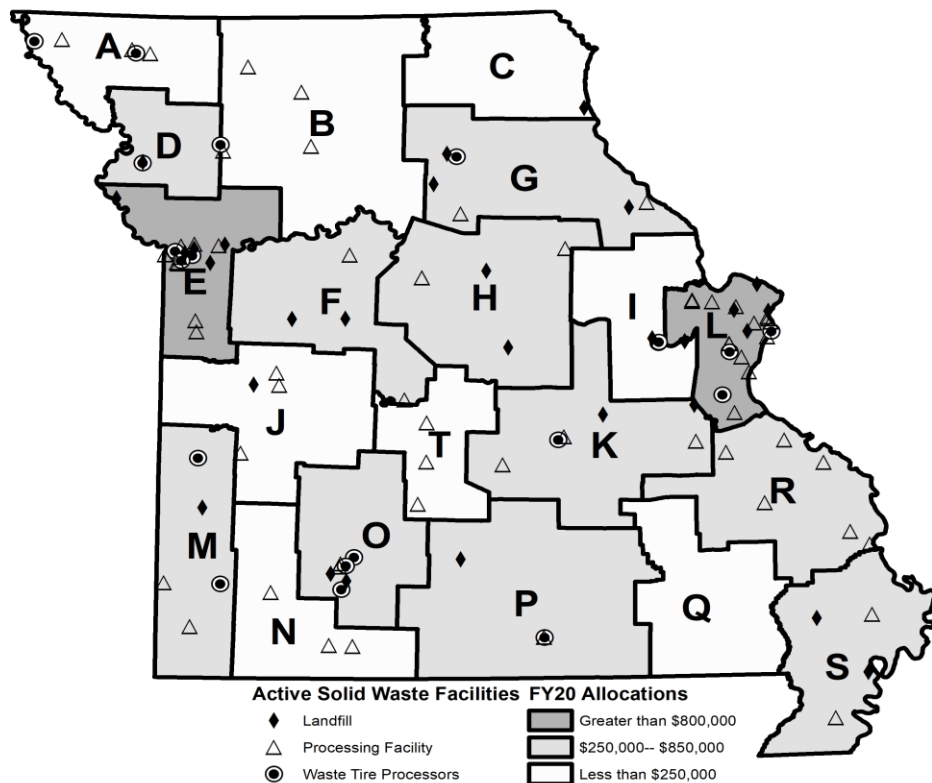 A
B
C
D
G
E
F
H
I
L
J
T
K
R
M
O
N
P
Q
S
Active Solid Waste Facilities FY20 Allocations
Landfill Greater than $800,000
Processing Facility $250,000-- $850,000
Waste Tire Processors Less than $250,000